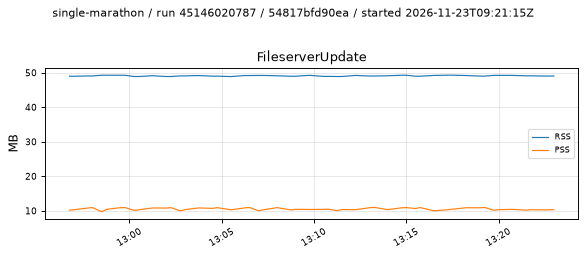 single-marathon / run 45146020787 / 54817bfd90ea / started 2026-11-23T09:21:15Z
FileserverUpdate
50
40
30
20
10
MB
RSS
PSS
13:00
13:05
13:10
13:15
13:20